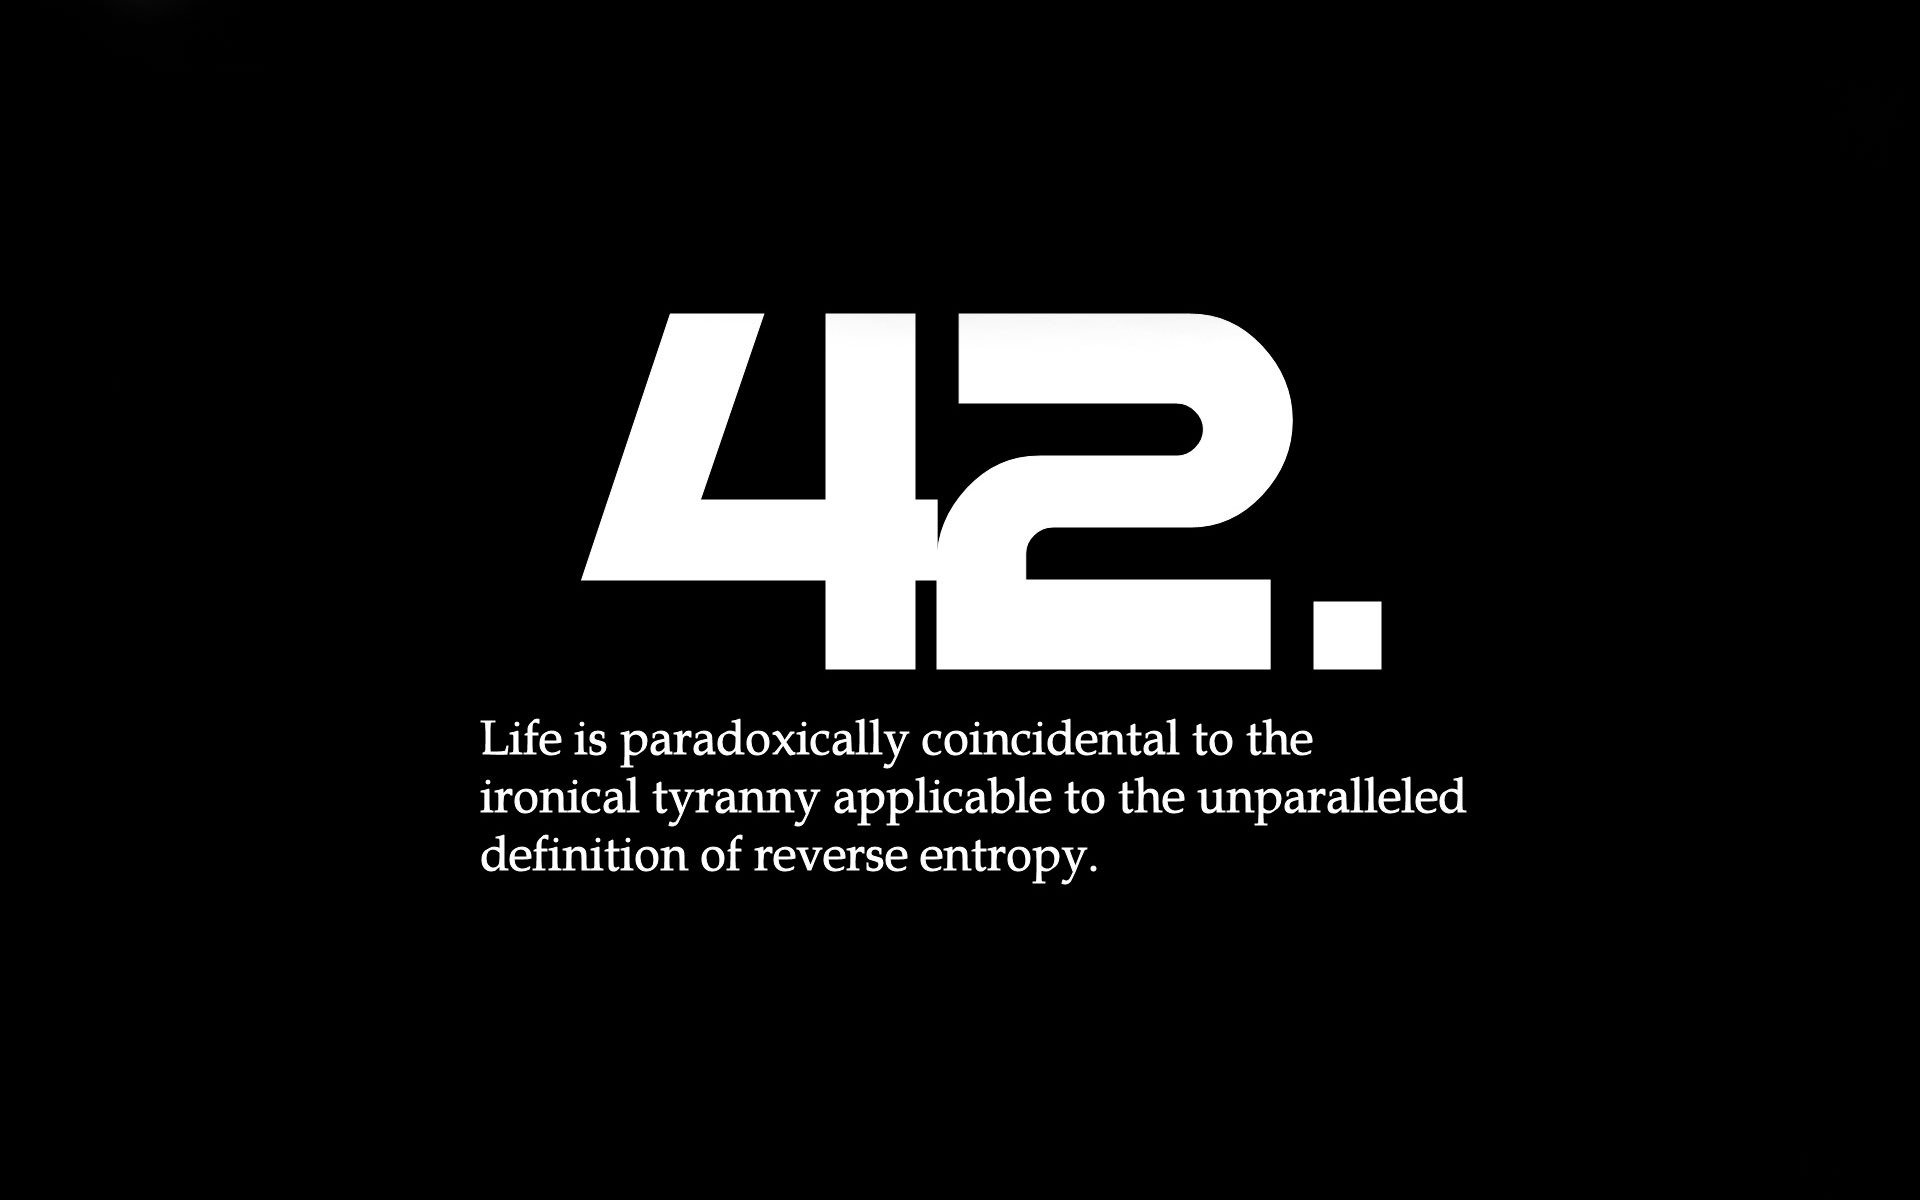 42.
Life is paradoxically coincidental to the
ironical tyranny applicable to the unparalleled
definition of reverse entropy.